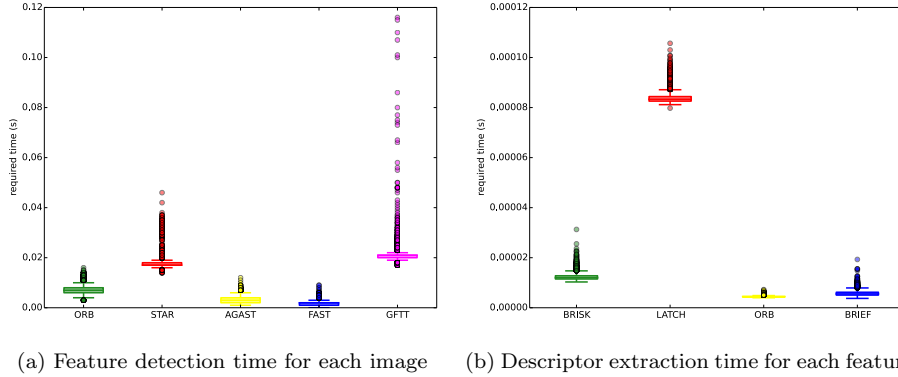 0.12
0.10
0.08
0.06
0.04
0.02
0.00
required time (s)
ORB STAR AGAST FAST GFTT
(a) Feature detection time for each image
0.00012
0.00010
0.00008
0.00006
0.00004
0.00002
0.00000
required time (s)
BRISK LATCH ORB BRIEF
(b) Descriptor extraction time for each featur